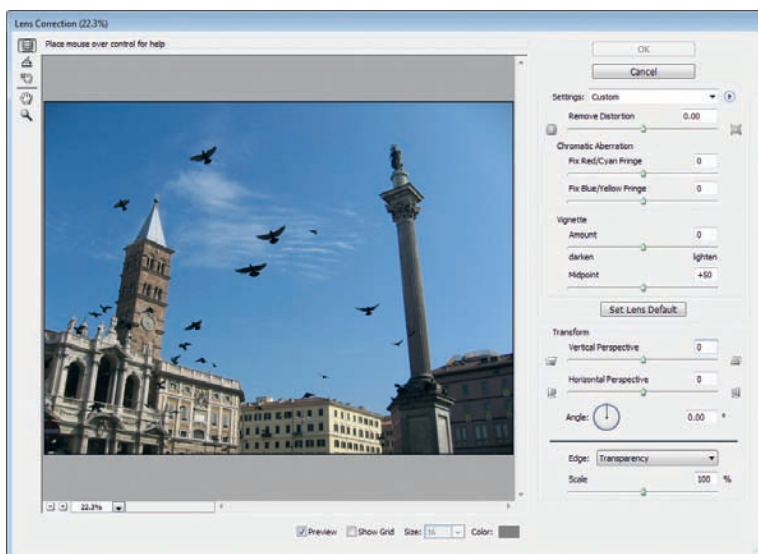 Lens Correction (22.3%)
Place mouse over control for help
OK
Cancel
Settings: Custom
Remove Distortion 0.00
Chromatic Aberration
Fix Red/Cyan Fringe 0
Fix Blue/Yellow Fringe 0
Vignette
Amount 0
darken lighten
Midpoint +50
Set Lens Default
Transform
Vertical Perspective 0
Horizontal Perspective 0
Angle: 0.00 °
Edge: Transparency
Scale 100 %
22.3%
Preview Show Grid Size: 16 Color: